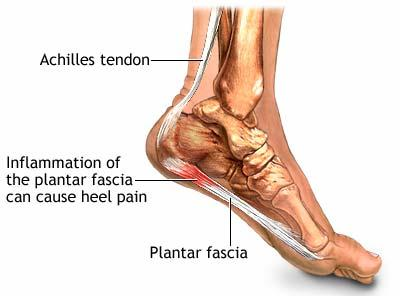 Achilles tendon
Inflammation of
the plantar fascia
can cause heel pain
Plantar fascia